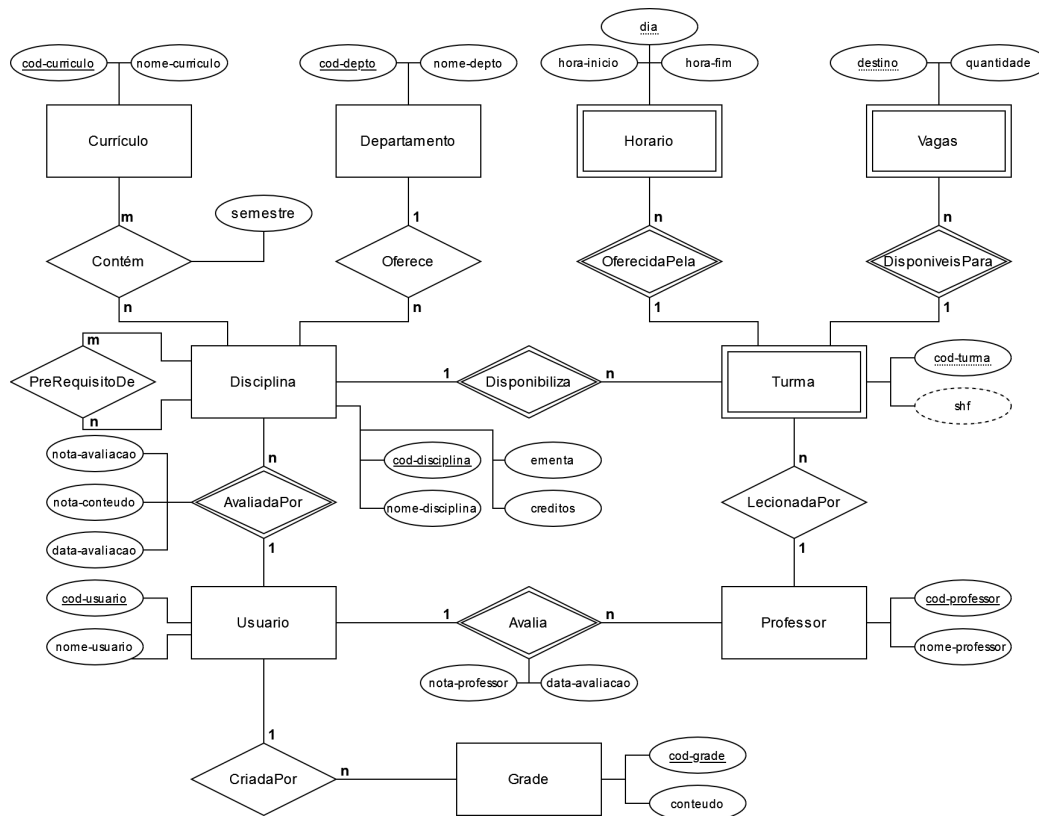 dia
cod-curriculo nome-curriculo cod-depto nome-depto hora-inicio hora-fim destino quantidade
Currículo Departamento Horario Vagas
m 1 n n
semestre
Contém Oferece OferecidaPela DisponiveisPara
n n 1 1
m
PreRequisitoDe Disciplina 1 Disponibiliza n Turma cod-turma
shf
n
nota-avaliacao n cod-disciplina ementa n
nota-conteudo AvaliadaPor nome-disciplina creditos LecionadaPor
data-avaliacao 1 1
cod-usuario cod-professor
Usuario 1 Avalia n Professor
nome-usuario nome-professor
nota-professor data-avaliacao
1
cod-grade
CriadaPor n Grade
conteudo